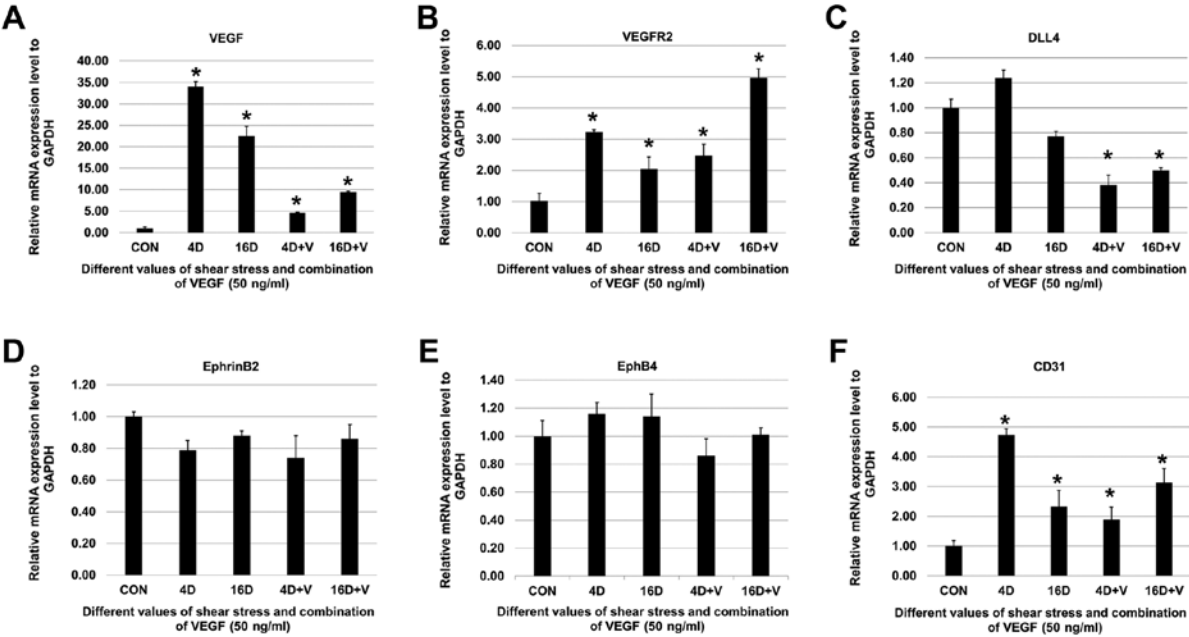 A
VEGF
Relative mRNA expression level to
GAPDH
40.00
35.00
30.00
25.00
20.00
15.00
10.00
5.00
0.00
* * * *
CON 4D 16D 4D+V 16D+V
Different values of shear stress and combination
of VEGF (50 ng/ml)
B
VEGFR2
Relative mRNA expression level to
GAPDH
6.00
5.00
4.00
3.00
2.00
1.00
0.00
* * * *
CON 4D 16D 4D+V 16D+V
Different values of shear stress and combination
of VEGF (50 ng/ml)
C
DLL4
Relative mRNA expression level to
GAPDH
1.40
1.20
1.00
0.80
0.60
0.40
0.20
0.00
* *
CON 4D 16D 4D+V 16D+V
Different values of shear stress and combination
of VEGF (50 ng/ml)
D
EphrinB2
Relative mRNA expression level to
GAPDH
1.20
1.00
0.80
0.60
0.40
0.20
0.00
CON 4D 16D 4D+V 16D+V
Different values of shear stress and combination
of VEGF (50 ng/ml)
E
EphB4
Relative mRNA expression level to
GAPDH
1.40
1.20
1.00
0.80
0.60
0.40
0.20
0.00
CON 4D 16D 4D+V 16D+V
Different values of shear stress and combination
of VEGF (50 ng/ml)
F
CD31
Relative mRNA expression level to
GAPDH
6.00
5.00
4.00
3.00
2.00
1.00
0.00
* * * *
CON 4D 16D 4D+V 16D+V
Different values of shear stress and combination
of VEGF (50 ng/ml)